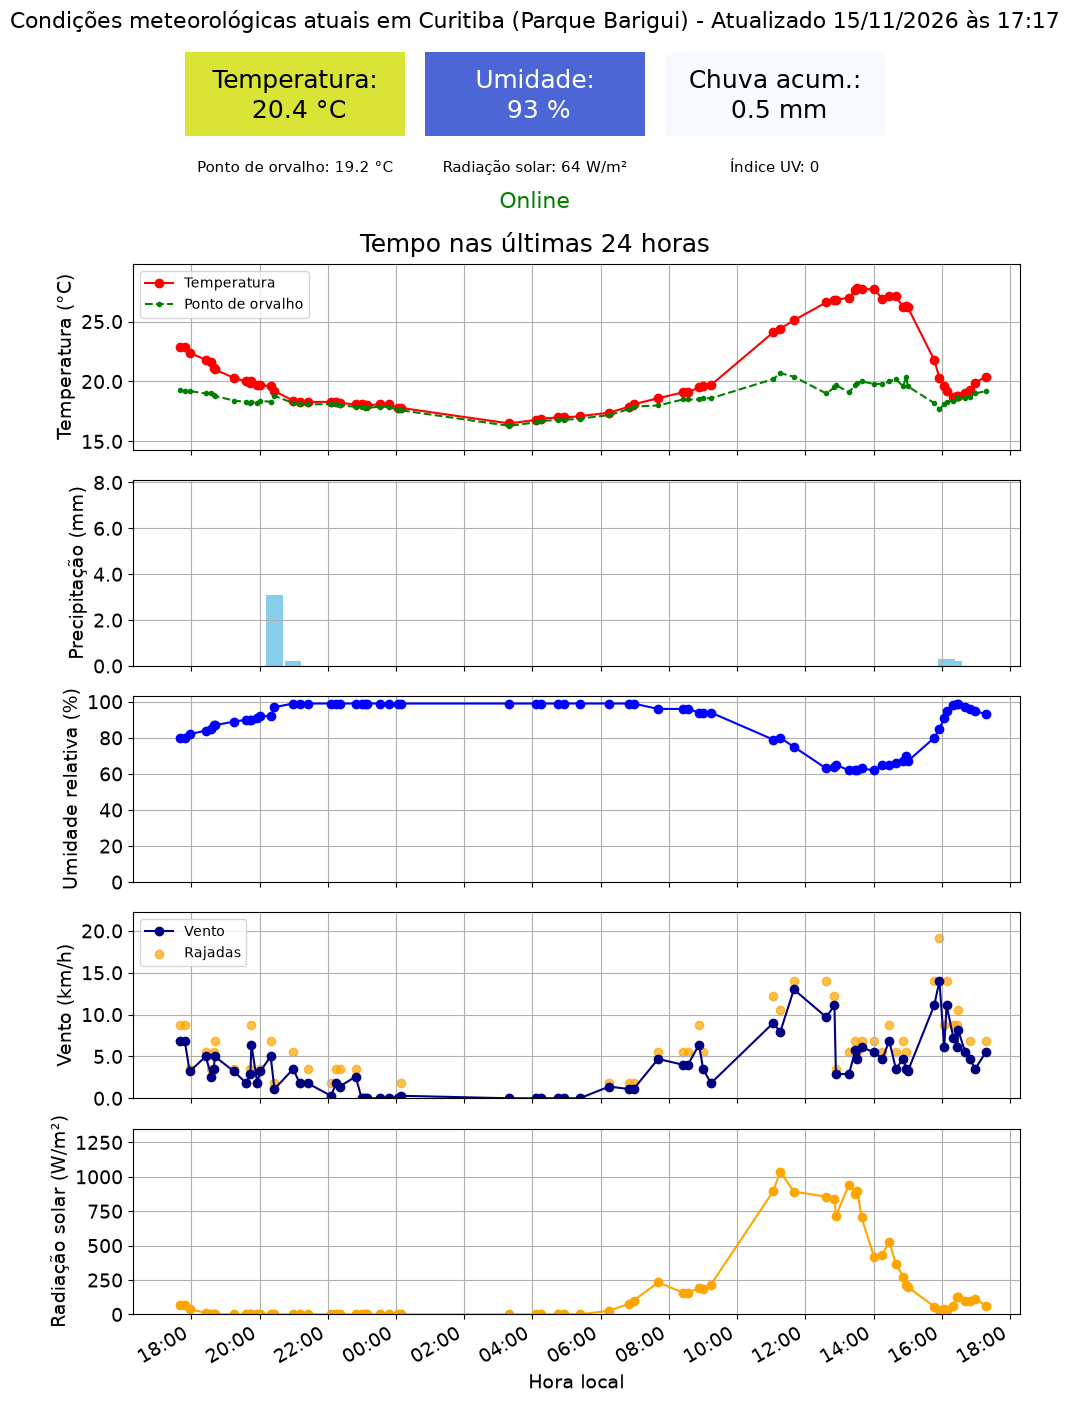 Condições meteorológicas atuais em Curitiba (Parque Barigui) - Atualizado 15/11/2026 às 17:17
Temperatura:
20.4 °C
Umidade:
93 %
Chuva acum.:
0.5 mm
Ponto de orvalho: 19.2 °C
Radiação solar: 64 W/m²
Índice UV: 0
Online
Tempo nas últimas 24 horas
Temperatura (°C)
25.0
20.0
15.0
Temperatura
Ponto de orvalho
Precipitação (mm)
8.0
6.0
4.0
2.0
0.0
Umidade relativa (%)
100
80
60
40
20
0
Vento (km/h)
20.0
15.0
10.0
5.0
0.0
Vento
Rajadas
Radiação solar (W/m²)
1250
1000
750
500
250
0
18:00
20:00
22:00
00:00
02:00
04:00
06:00
08:00
10:00
12:00
14:00
16:00
18:00
Hora local